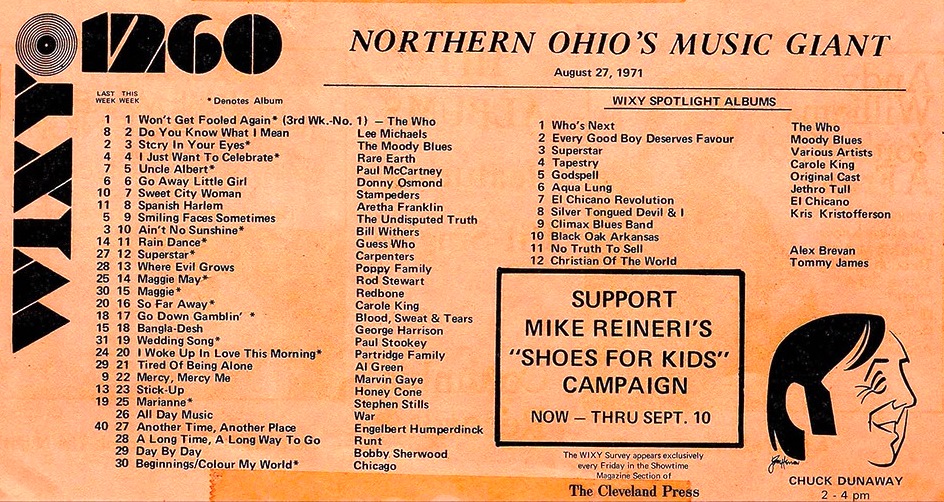 WIXY
1260
NORTHERN OHIO'S MUSIC GIANT
August 27, 1971
LAST THIS
WEEK WEEK
*Denotes Album
1 1 Won't Get Fooled Again* (3rd Wk.-No. 1) — The Who
8 2 Do You Know What I Mean Lee Michaels
2 3 Stcry In Your Eyes* The Moody Blues
4 4 I Just Want To Celebrate* Rare Earth
7 5 Uncle Albert* Paul McCartney
6 6 Go Away Little Girl Donny Osmond
10 7 Sweet City Woman Stampeders
11 8 Spanish Harlem Aretha Franklin
5 9 Smiling Faces Sometimes The Undisputed Truth
3 10 Ain't No Sunshine* Bill Withers
14 11 Rain Dance* Guess Who
27 12 Superstar* Carpenters
28 13 Where Evil Grows Poppy Family
25 14 Maggie May* Rod Stewart
30 15 Maggie* Redbone
20 16 So Far Away* Carole King
18 17 Go Down Gamblin' * Blood, Sweat & Tears
15 18 Bangla-Desh George Harrison
31 19 Wedding Song* Paul Stookey
24 20 I Woke Up In Love This Morning* Partridge Family
29 21 Tired Of Being Alone Al Green
9 22 Mercy, Mercy Me Marvin Gaye
13 23 Stick-Up Honey Cone
19 25 Marianne* Stephen Stills
26 All Day Music War
40 27 Another Time, Another Place Engelbert Humperdinck
28 A Long Time, A Long Way To Go Runt
29 Day By Day Bobby Sherwood
30 Beginnings/Colour My World* Chicago
WIXY SPOTLIGHT ALBUMS
1 Who's Next The Who
2 Every Good Boy Deserves Favour Moody Blues
3 Superstar Various Artists
4 Tapestry Carole King
5 Godspell Original Cast
6 Aqua Lung Jethro Tull
7 El Chicano Revolution El Chicano
8 Silver Tongued Devil & I Kris Kristofferson
9 Climax Blues Band
10 Black Oak Arkansas
11 No Truth To Sell Alex Brevan
12 Christian Of The World Tommy James
SUPPORT
MIKE REINERI'S
"SHOES FOR KIDS"
CAMPAIGN
NOW — THRU SEPT. 10
The WIXY Survey appears exclusively
every Friday in the Showtime
Magazine Section of
The Cleveland Press
CHUCK DUNAWAY
2 - 4 pm